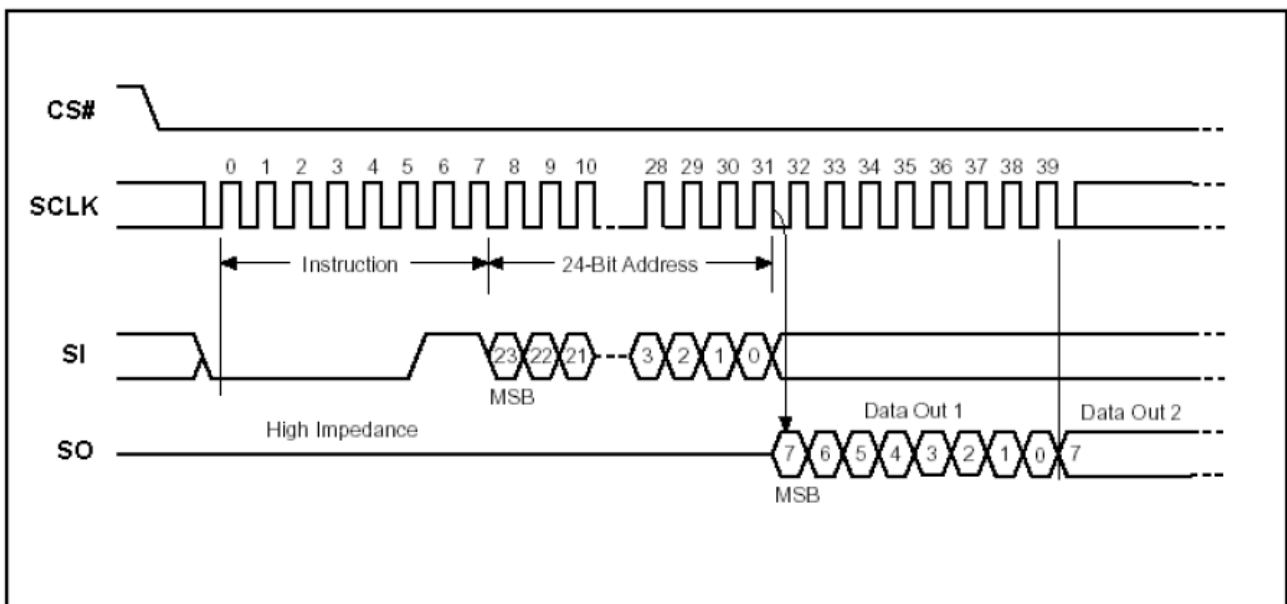 CS#
0 1 2 3 4 5 6 7 8 9 10 28 29 30 31 32 33 34 35 36 37 38 39
SCLK
Instruction 24-Bit Address
SI
23 22 21 3 2 1 0
MSB
Data Out 1 Data Out 2
High Impedance
SO
7 6 5 4 3 2 1 0 7
MSB